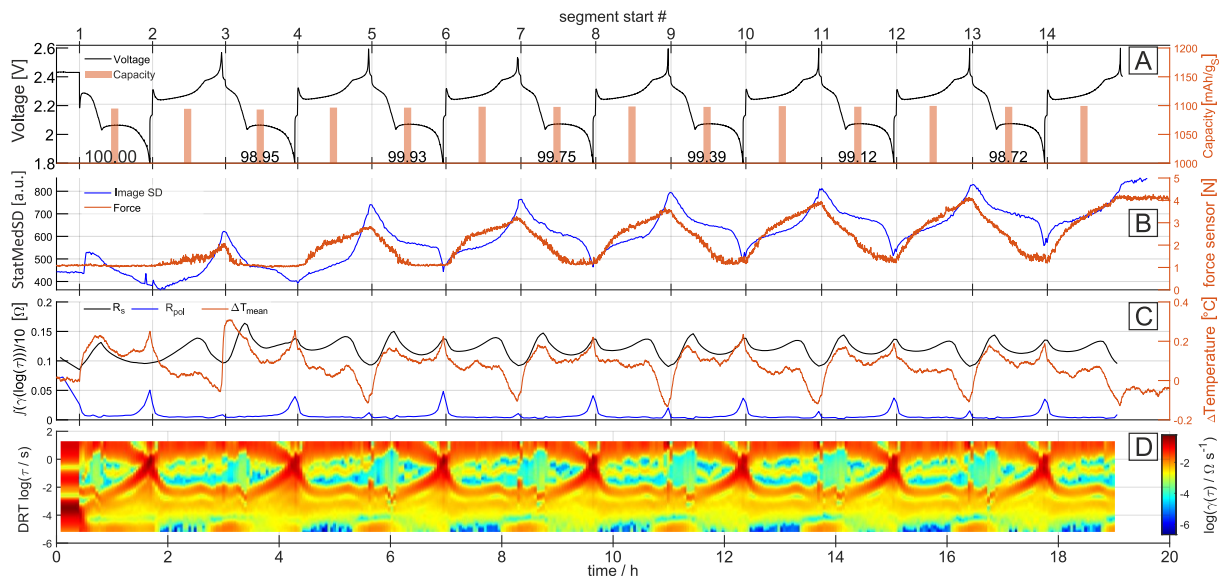 segment start #
1 2 3 4 5 6 7 8 9 10 11 12 13 14
2.6
2.4
2.2
2
1.8
Voltage [V]
Voltage
Capacity
A
1200
1150
1100
1050
1000
Capacity [mAh/gS]
100.00 98.95 99.93 99.75 99.39 99.12 98.72
800
700
600
500
400
StatMedSD [a.u.]
Image SD
Force
B
5
4
3
2
1
0
force sensor [N]
0.2
0.15
0.1
0.05
0
∫(γ(log(τ)))/10 [Ω]
Rs Rpol ΔTmean
C
0.4
0.2
0
-0.2
ΔTemperature [°C]
2
0
-2
-4
-6
DRT log(τ / s)
D
-2
-4
-6
log(γ(τ) / Ω s⁻¹)
0 2 4 6 8 10 12 14 16 18 20
time / h